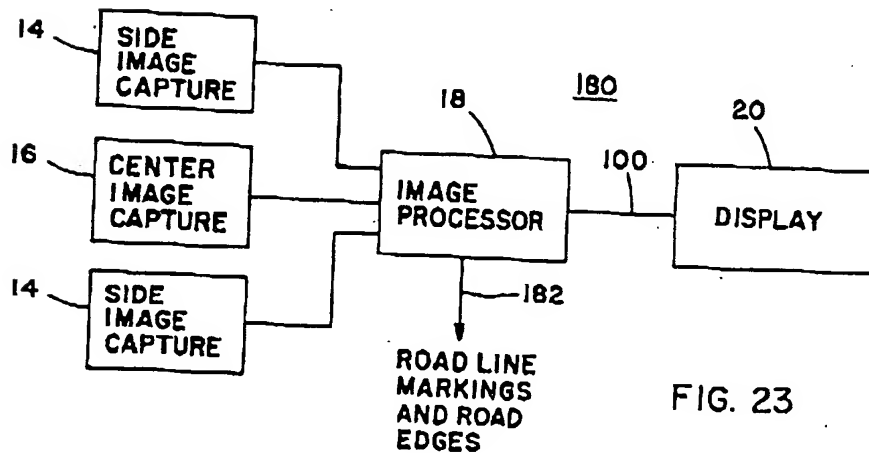 14
SIDE
IMAGE
CAPTURE
16
CENTER
IMAGE
CAPTURE
14
SIDE
IMAGE
CAPTURE
18
IMAGE
PROCESSOR
180
100
20
DISPLAY
182
ROAD LINE
MARKINGS
AND ROAD
EDGES
FIG. 23